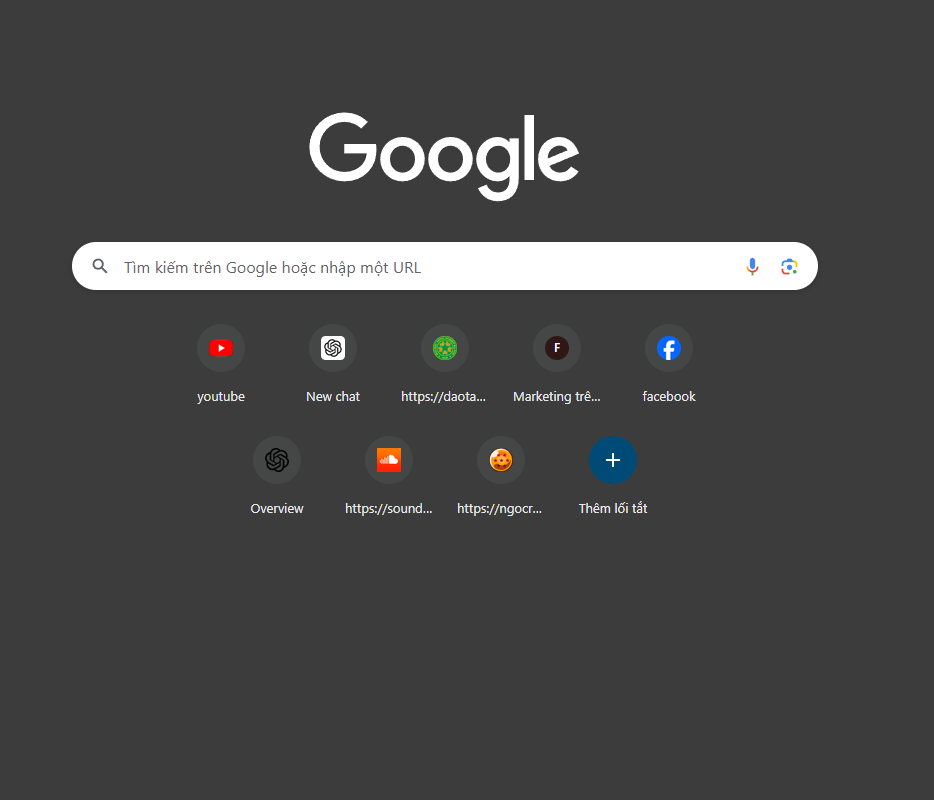 Google
Tìm kiếm trên Google hoặc nhập một URL
F
youtube
New chat
https://daota...
Marketing trê...
facebook
Overview
https://sound...
https://ngocr...
Thêm lối tắt